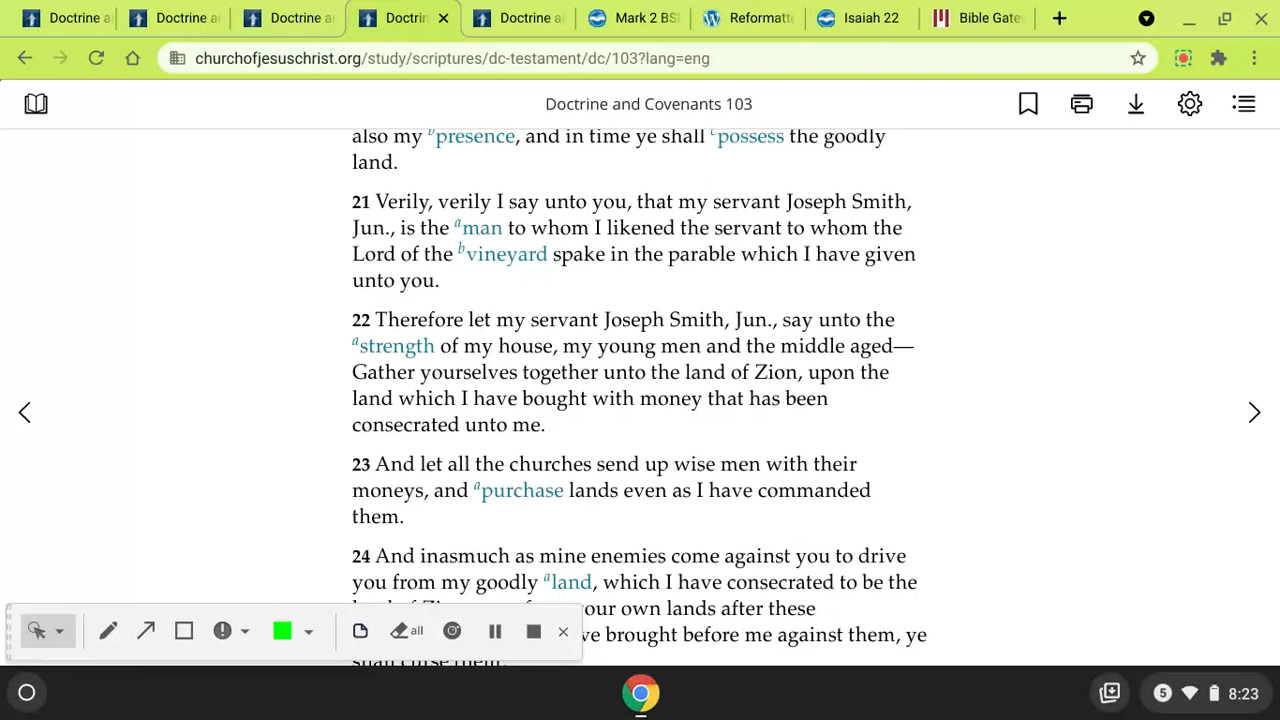 Doctrine a
Doctrine a
Doctrine a
Doctrin
Doctrine a
Mark 2 BS
Reformatt
Isaiah 22
Bible Gate
churchofjesuschrist.org/study/scriptures/dc-testament/dc/103?lang=eng
Doctrine and Covenants 103
also my b presence, and in time ye shall c possess the goodly
land.
21 Verily, verily I say unto you, that my servant Joseph Smith,
Jun., is the a man to whom I likened the servant to whom the
Lord of the b vineyard spake in the parable which I have given
unto you.
22 Therefore let my servant Joseph Smith, Jun., say unto the
a strength of my house, my young men and the middle aged—
Gather yourselves together unto the land of Zion, upon the
land which I have bought with money that has been
consecrated unto me.
23 And let all the churches send up wise men with their
moneys, and a purchase lands even as I have commanded
them.
24 And inasmuch as mine enemies come against you to drive
you from my goodly a land, which I have consecrated to be the
your own lands after these
brought before me against them, ye
shall curse them.
all
5
8:23